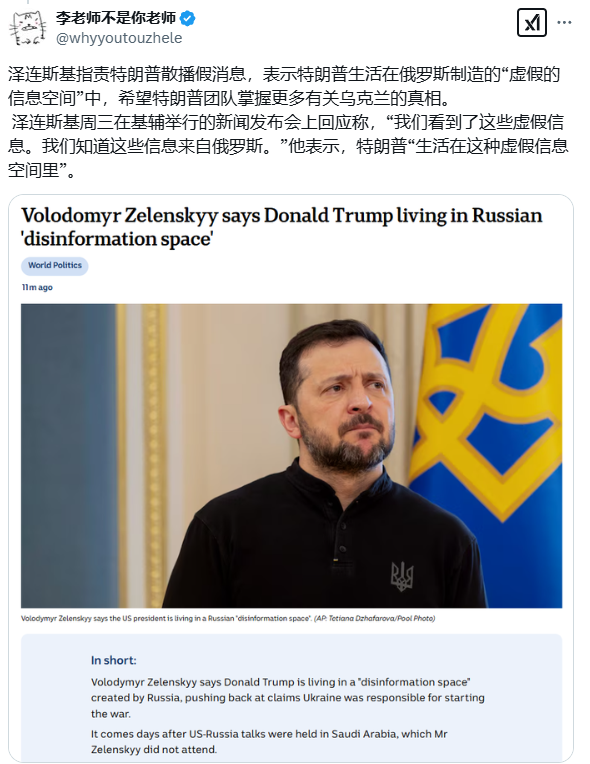 李老师不是你老师
@whyyoutouzhele
泽连斯基指责特朗普散播假消息，表示特朗普生活在俄罗斯制造的“虚假的
信息空间”中，希望特朗普团队掌握更多有关乌克兰的真相。
泽连斯基周三在基辅举行的新闻发布会上回应称，“我们看到了这些虚假信
息。我们知道这些信息来自俄罗斯。”他表示，特朗普“生活在这种虚假信息
空间里”。
Volodomyr Zelenskyy says Donald Trump living in Russian
'disinformation space'
World Politics
11m ago
Volodymyr Zelenskyy says the US president is living in a Russian "disinformation space". (AP: Tetiana Dzhafarova/Pool Photo)
In short:
Volodymyr Zelenskyy says Donald Trump is living in a "disinformation space"
created by Russia, pushing back at claims Ukraine was responsible for starting
the war.
It comes days after US-Russia talks were held in Saudi Arabia, which Mr
Zelenskyy did not attend.